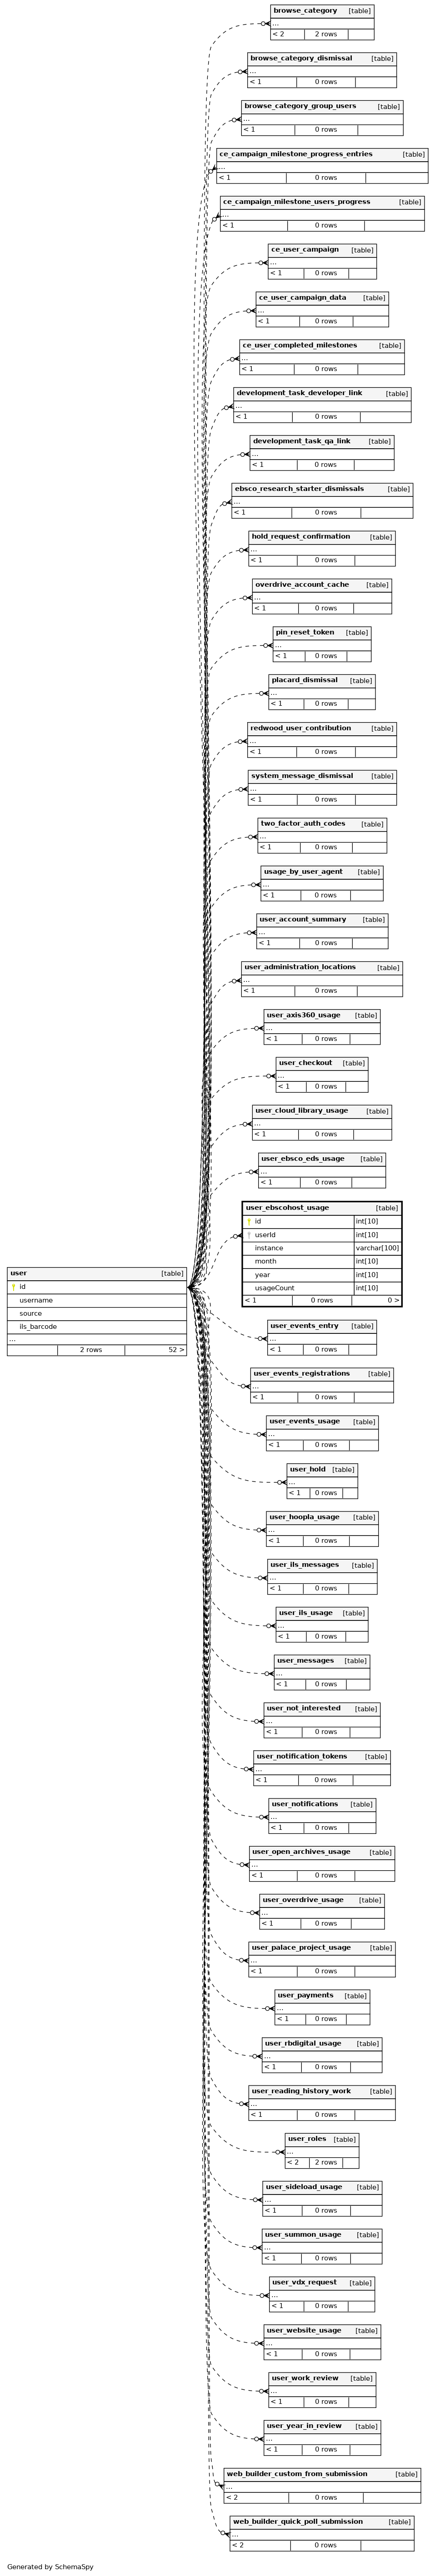 browse_category [table]
...
< 2 2 rows
browse_category_dismissal [table]
...
< 1 0 rows
browse_category_group_users [table]
...
< 1 0 rows
ce_campaign_milestone_progress_entries [table]
...
< 1 0 rows
ce_campaign_milestone_users_progress [table]
...
< 1 0 rows
ce_user_campaign [table]
...
< 1 0 rows
ce_user_campaign_data [table]
...
< 1 0 rows
ce_user_completed_milestones [table]
...
< 1 0 rows
development_task_developer_link [table]
...
< 1 0 rows
development_task_qa_link [table]
...
< 1 0 rows
ebsco_research_starter_dismissals [table]
...
< 1 0 rows
hold_request_confirmation [table]
...
< 1 0 rows
overdrive_account_cache [table]
...
< 1 0 rows
pin_reset_token [table]
...
< 1 0 rows
placard_dismissal [table]
...
< 1 0 rows
redwood_user_contribution [table]
...
< 1 0 rows
system_message_dismissal [table]
...
< 1 0 rows
two_factor_auth_codes [table]
...
< 1 0 rows
usage_by_user_agent [table]
...
< 1 0 rows
user_account_summary [table]
...
< 1 0 rows
user_administration_locations [table]
...
< 1 0 rows
user_axis360_usage [table]
...
< 1 0 rows
user_checkout [table]
...
< 1 0 rows
user_cloud_library_usage [table]
...
< 1 0 rows
user_ebsco_eds_usage [table]
...
< 1 0 rows
user_ebscohost_usage [table]
id int[10]
userId int[10]
instance varchar[100]
month int[10]
year int[10]
usageCount int[10]
< 1 0 rows 0 >
user [table]
id
username
source
ils_barcode
...
2 rows 52 >
user_events_entry [table]
...
< 1 0 rows
user_events_registrations [table]
...
< 1 0 rows
user_events_usage [table]
...
< 1 0 rows
user_hold [table]
...
< 1 0 rows
user_hoopla_usage [table]
...
< 1 0 rows
user_ils_messages [table]
...
< 1 0 rows
user_ils_usage [table]
...
< 1 0 rows
user_messages [table]
...
< 1 0 rows
user_not_interested [table]
...
< 1 0 rows
user_notification_tokens [table]
...
< 1 0 rows
user_notifications [table]
...
< 1 0 rows
user_open_archives_usage [table]
...
< 1 0 rows
user_overdrive_usage [table]
...
< 1 0 rows
user_palace_project_usage [table]
...
< 1 0 rows
user_payments [table]
...
< 1 0 rows
user_rbdigital_usage [table]
...
< 1 0 rows
user_reading_history_work [table]
...
< 1 0 rows
user_roles [table]
...
< 2 2 rows
user_sideload_usage [table]
...
< 1 0 rows
user_summon_usage [table]
...
< 1 0 rows
user_vdx_request [table]
...
< 1 0 rows
user_website_usage [table]
...
< 1 0 rows
user_work_review [table]
...
< 1 0 rows
user_year_in_review [table]
...
< 1 0 rows
web_builder_custom_from_submission [table]
...
< 2 0 rows
web_builder_quick_poll_submission [table]
...
< 2 0 rows
Generated by SchemaSpy